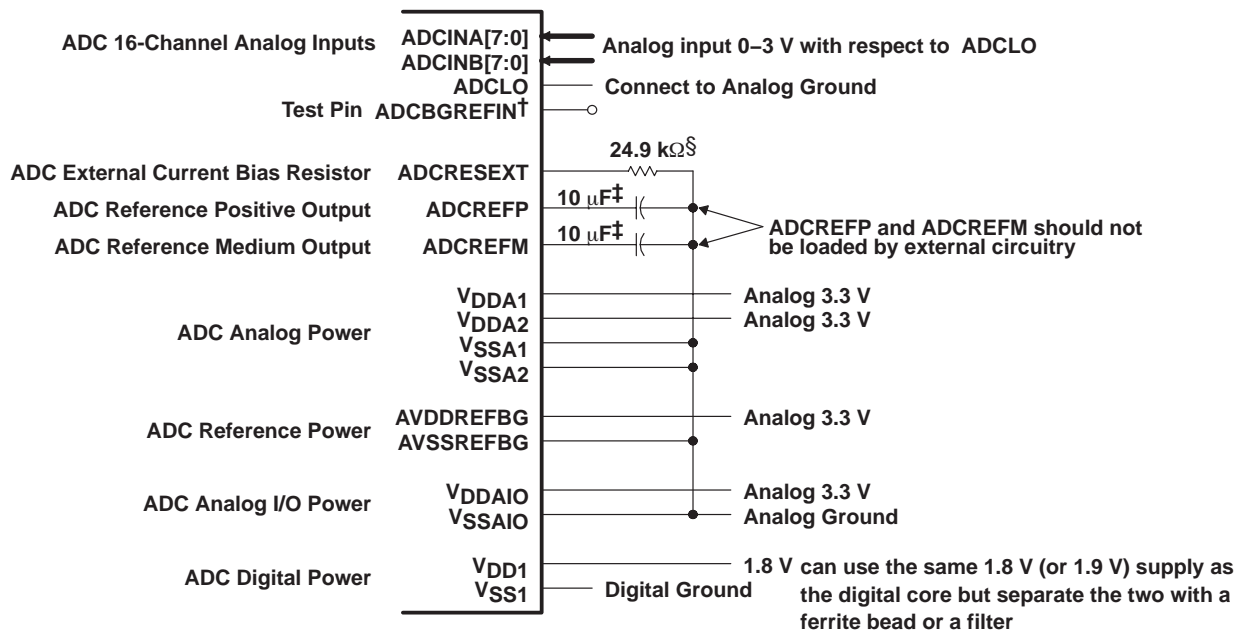 ADC 16-Channel Analog Inputs
ADCINA[7:0]
ADCINB[7:0]
Analog input 0–3 V with respect to ADCLO
ADCLO
Connect to Analog Ground
Test Pin ADCBGREFIN†
24.9 kΩ§
ADC External Current Bias Resistor ADCRESEXT
10 μF‡
ADC Reference Positive Output ADCREFP
10 μF‡
ADC Reference Medium Output ADCREFM
ADCREFP and ADCREFM should not
be loaded by external circuitry
VDDA1 Analog 3.3 V
VDDA2 Analog 3.3 V
ADC Analog Power
VSSA1
VSSA2
AVDDREFBG Analog 3.3 V
ADC Reference Power
AVSSREFBG
VDDAIO Analog 3.3 V
ADC Analog I/O Power
VSSAIO Analog Ground
VDD1
ADC Digital Power
VSS1 Digital Ground
1.8 V can use the same 1.8 V (or 1.9 V) supply as
the digital core but separate the two with a
ferrite bead or a filter